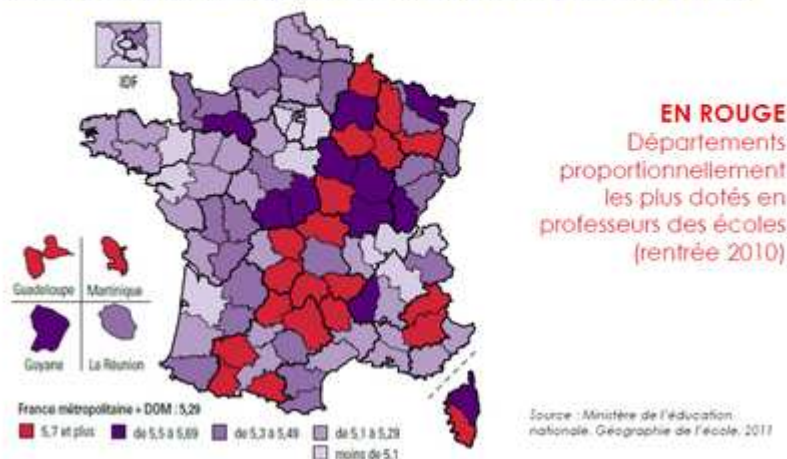 IDF
EN ROUGE
Départements
proportionnellement
les plus dotés en
professeurs des écoles
(rentrée 2010)
Guadeloupe
Martinique
Guyane
La Réunion
France métropolitaine + DOM : 5,29
5,7 et plus
de 5,5 à 5,69
de 5,3 à 5,49
de 5,1 à 5,29
moins de 5,1
Source : Ministère de l'éducation
nationale, Géographie de l'école, 2011